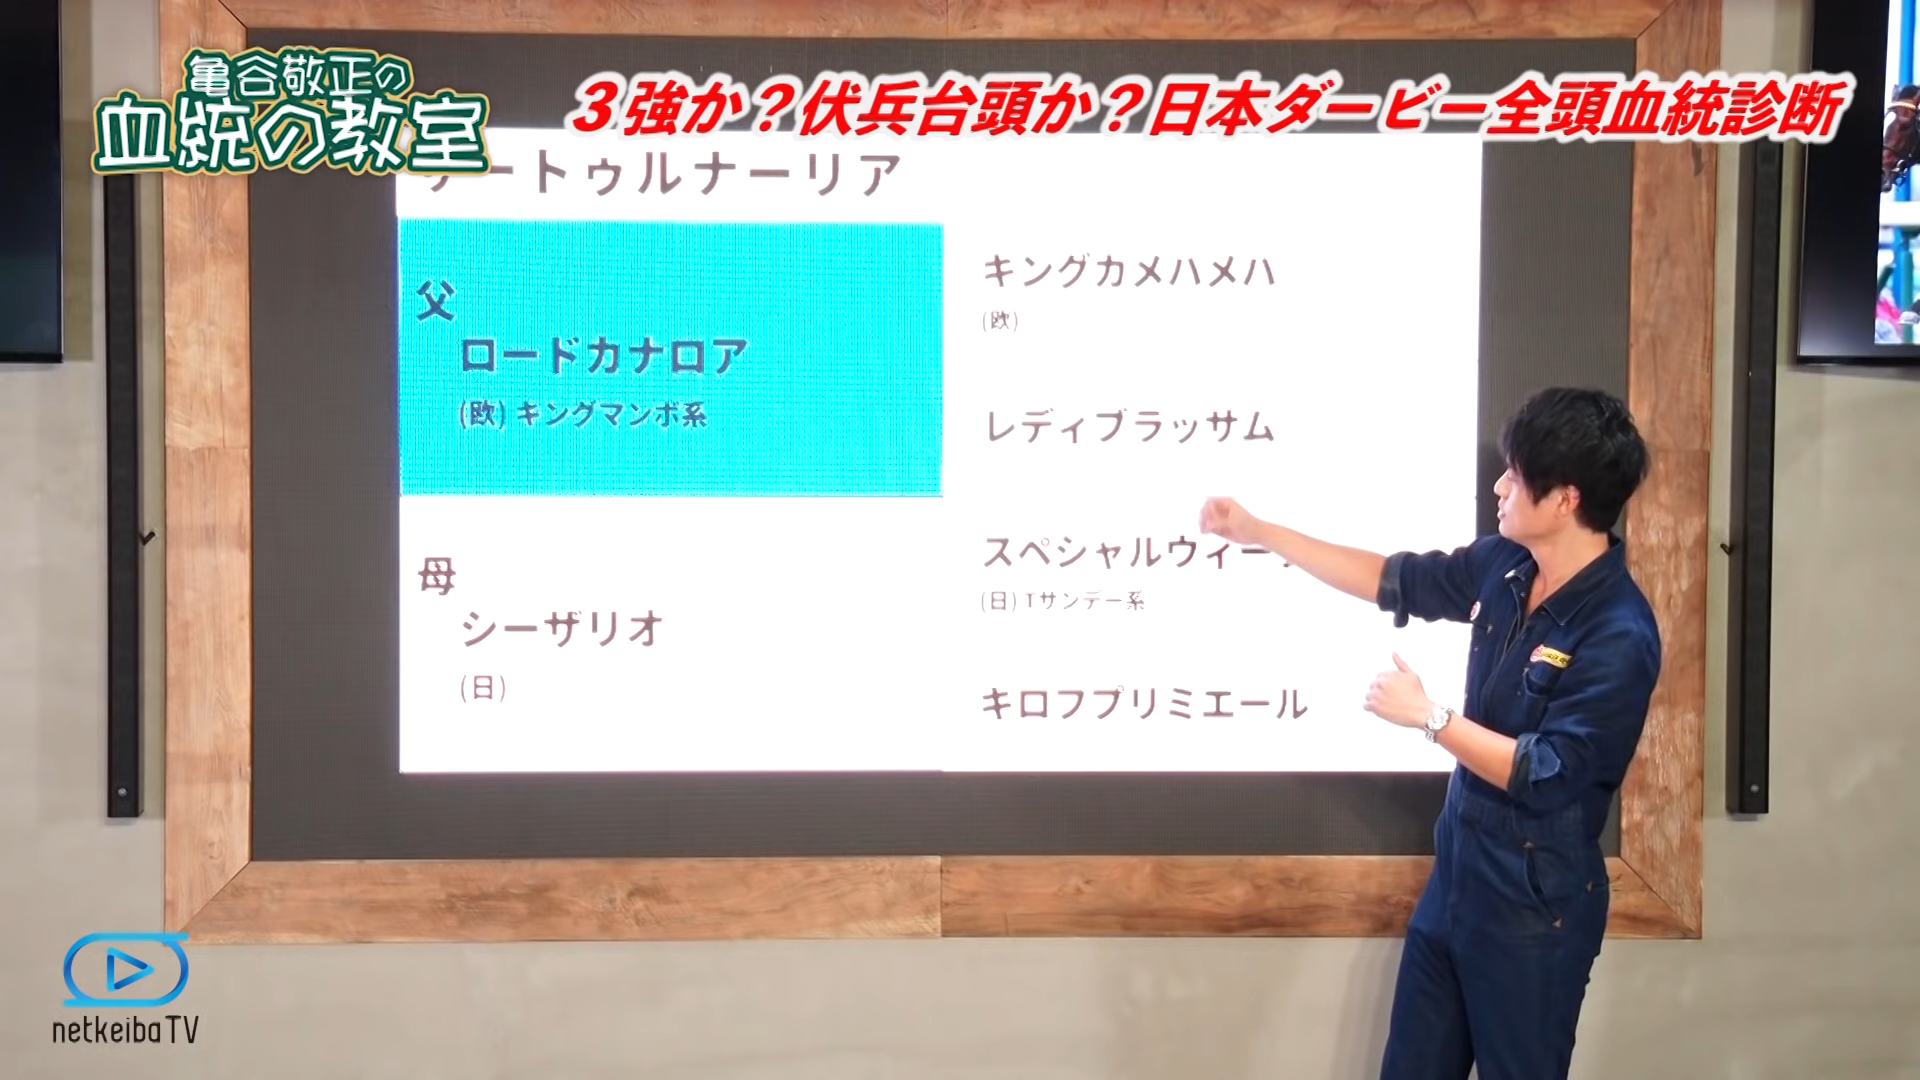 亀谷敬正の
血統の教室
3強か?伏兵台頭か?日本ダービー全頭血統診断
ートゥルナーリア
父
ロードカナロア
(欧) キングマンボ系
母
シーザリオ
(日)
キングカメハメハ
(欧)
レディブラッサム
スペシャルウィー
(日) Tサンデー系
キロフプリミエール
netkeibaTV